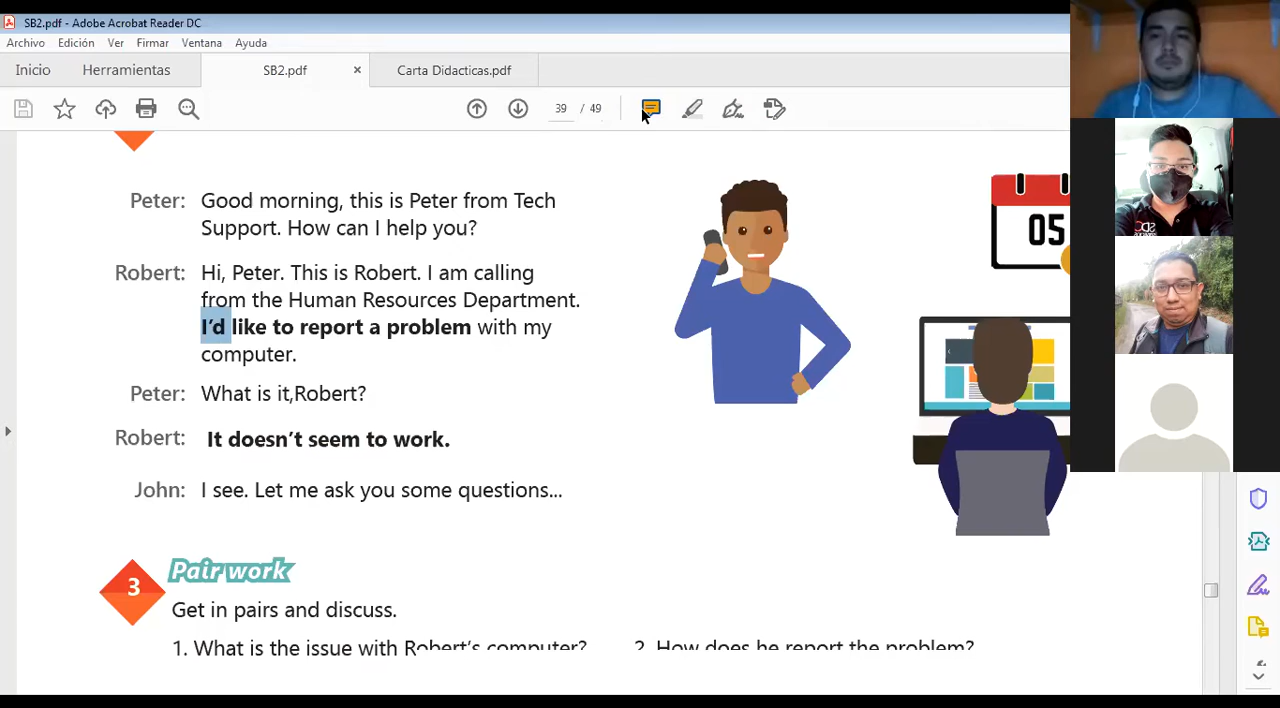 SB2.pdf - Adobe Acrobat Reader DC
Archivo Edición Ver Firmar Ventana Ayuda
Inicio Herramientas SB2.pdf × Carta Didacticas.pdf
39 / 49
Peter: Good morning, this is Peter from Tech
Support. How can I help you?
Robert: Hi, Peter. This is Robert. I am calling
from the Human Resources Department.
I'd like to report a problem with my
computer.
Peter: What is it,Robert?
Robert: It doesn't seem to work.
John: I see. Let me ask you some questions...
05
3 Pair work
Get in pairs and discuss.
1. What is the issue with Robert's computer? 2. How does he report the problem?
SDC